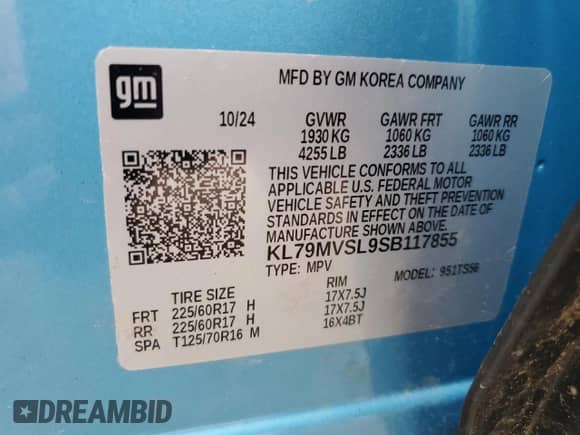 gm
MFD BY GM KOREA COMPANY
10/24 GVWR GAWR FRT GAWR RR
1930 KG 1060 KG 1060 KG
4255 LB 2336 LB 2336 LB
THIS VEHICLE CONFORMS TO ALL
APPLICABLE U.S. FEDERAL MOTOR
VEHICLE SAFETY AND THEFT PREVENTION
STANDARDS IN EFFECT ON THE DATE OF
MANUFACTURE SHOWN ABOVE.
KL79MVSL9SB117855
TYPE: MPV MODEL: 951TS56
TIRE SIZE RIM
FRT 225/60R17 H 17X7.5J
RR 225/60R17 H 17X7.5J
SPA T125/70R16 M 16X4BT
DREAMBID